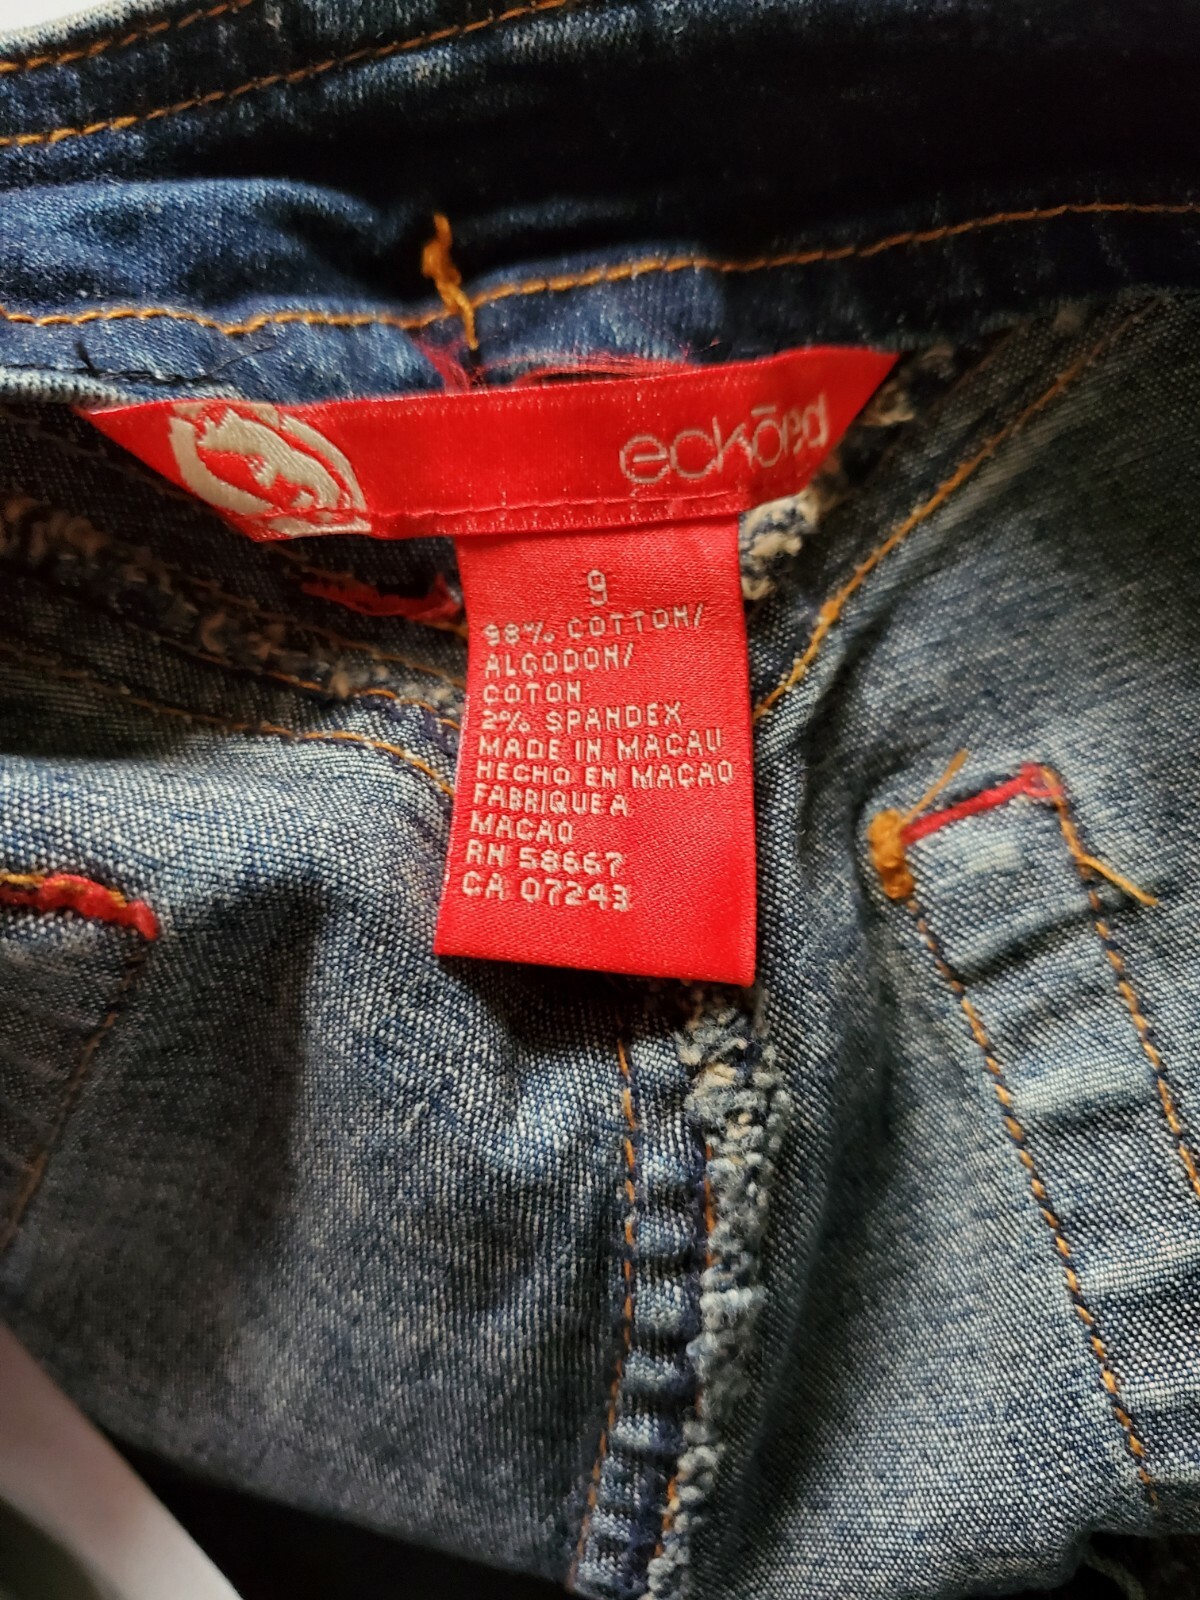 eckōred
9
98% COTTON/
ALGODON/
COTON
2% SPANDEX
MADE IN MACAU
HECHO EN MACAO
FABRIQUE A
MACAO
RN 58667
CA 07243